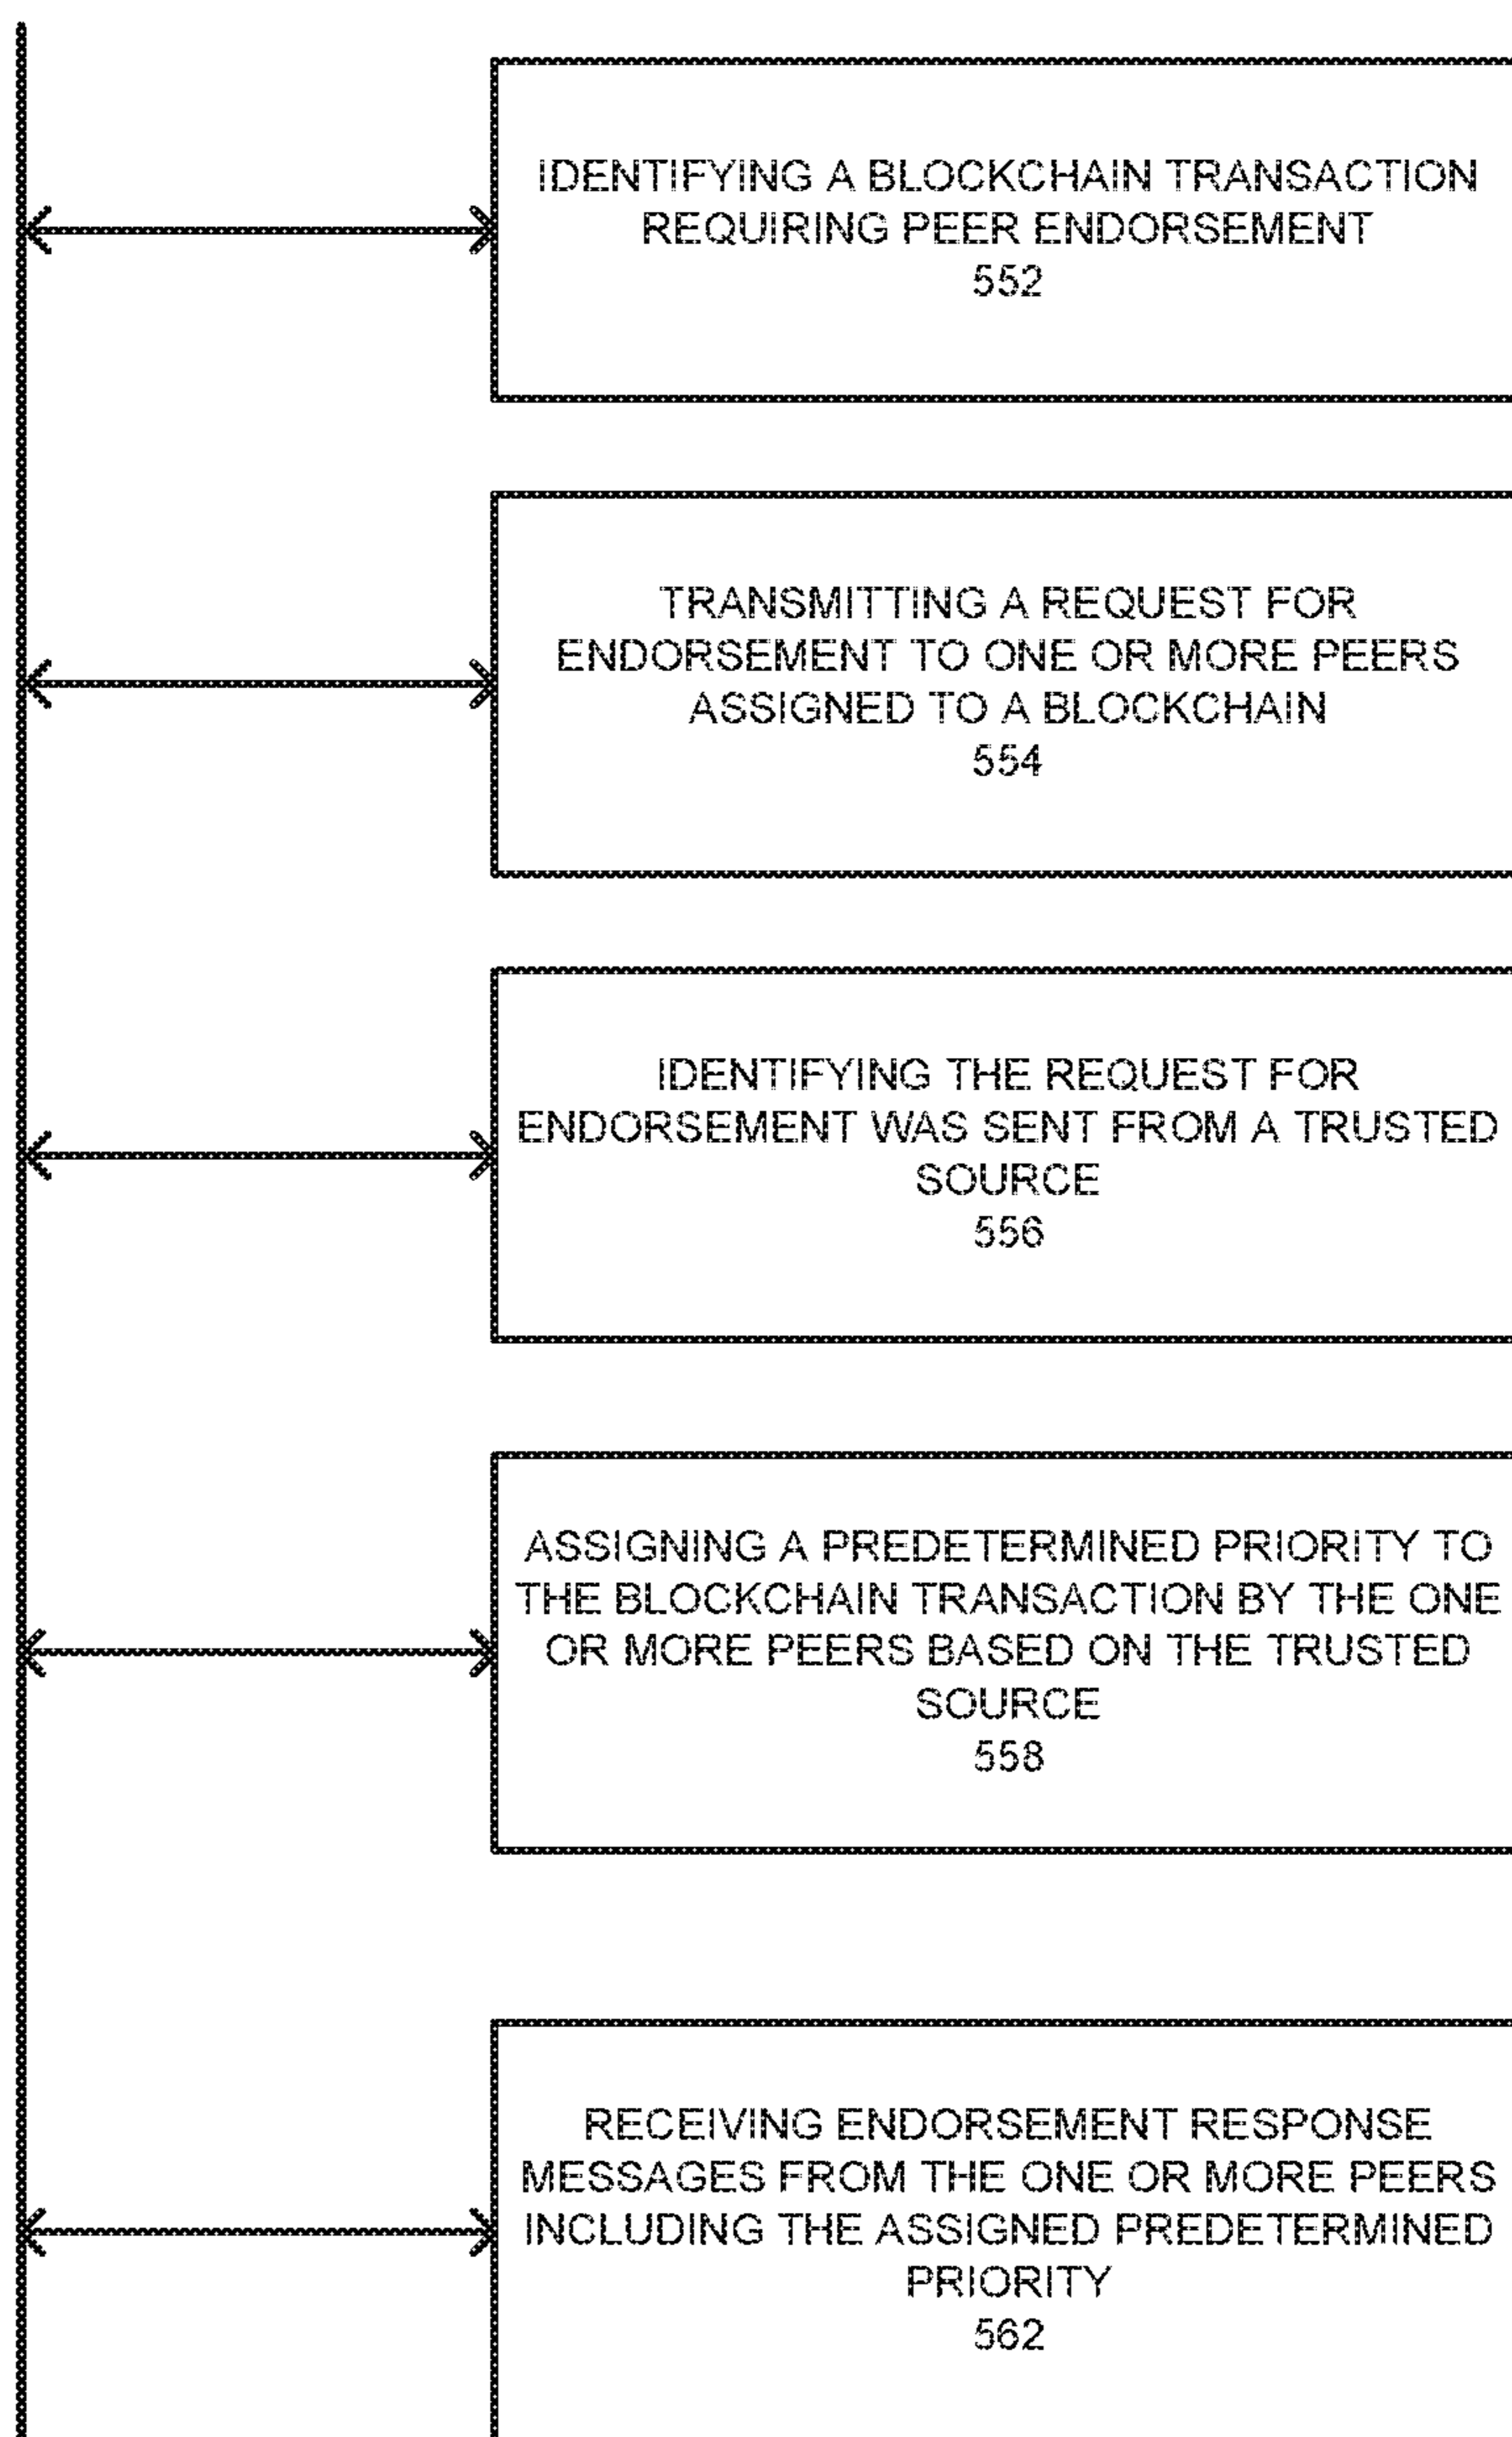 IDENTIFYING A BLOCKCHAIN TRANSACTION
REQUIRING PEER ENDORSEMENT
552
TRANSMITTING A REQUEST FOR
ENDORSEMENT TO ONE OR MORE PEERS
ASSIGNED TO A BLOCKCHAIN
554
IDENTIFYING THE REQUEST FOR
ENDORSEMENT WAS SENT FROM A TRUSTED
SOURCE
556
ASSIGNING A PREDETERMINED PRIORITY TO
THE BLOCKCHAIN TRANSACTION BY THE ONE
OR MORE PEERS BASED ON THE TRUSTED
SOURCE
558
RECEIVING ENDORSEMENT RESPONSE
MESSAGES FROM THE ONE OR MORE PEERS
INCLUDING THE ASSIGNED PREDETERMINED
PRIORITY
562